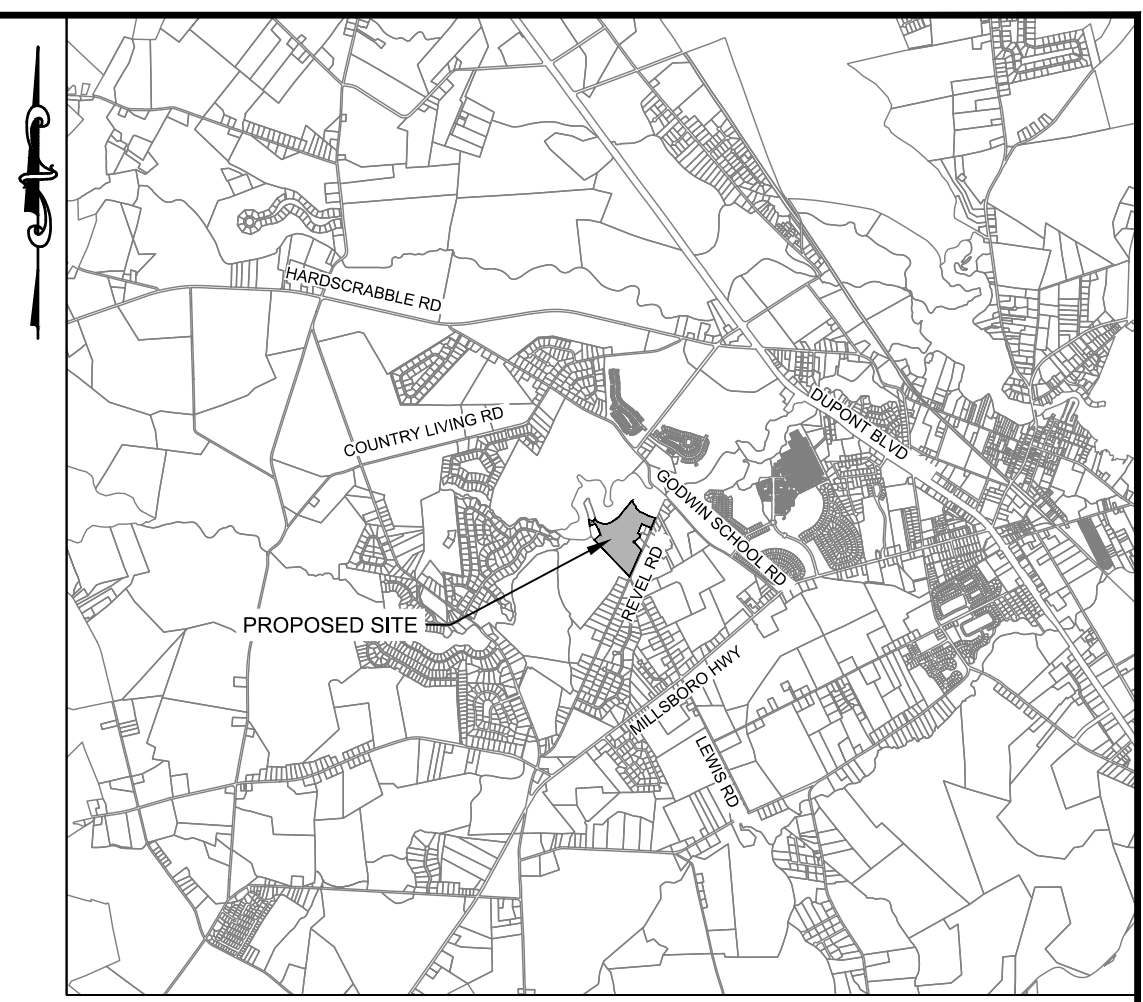 HARDSCRABBLE RD
DUPONT BLVD
COUNTRY LIVING RD
GODWIN SCHOOL RD
REVEL RD
PROPOSED SITE
MILLSBORO HWY
LEWIS RD